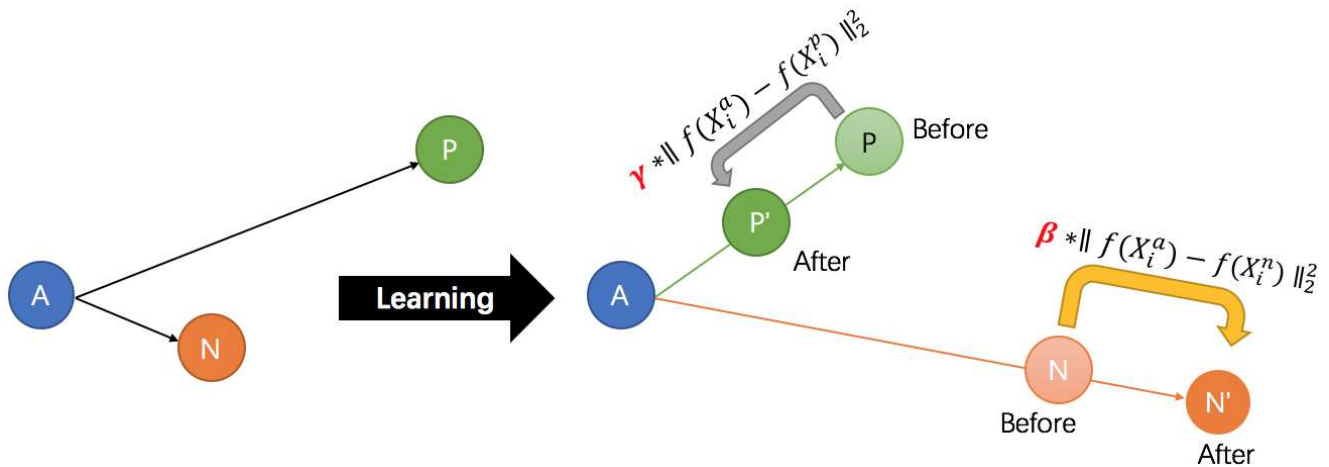 A
P
N
Learning
A
P'
After
P
Before
γ *‖ f(X_i^a) − f(X_i^p) ‖_2^2
N
Before
N'
After
β *‖ f(X_i^a) − f(X_i^n) ‖_2^2